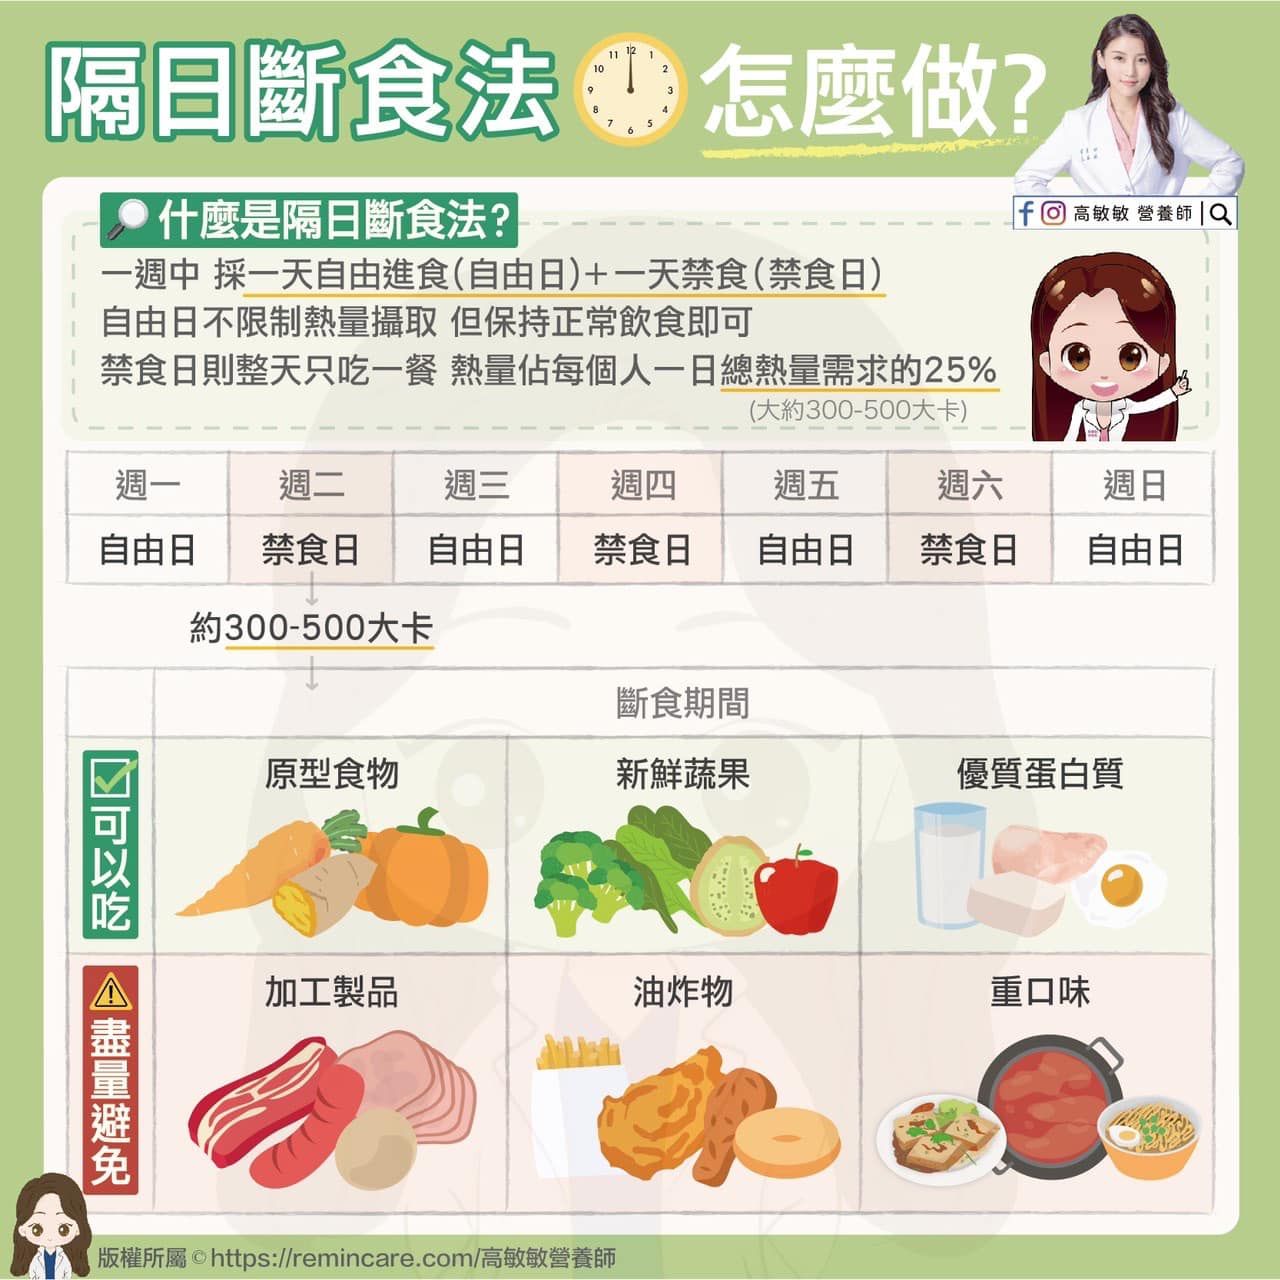 隔日斷食法 怎麼做?
12
11 1
10 2
9 3
8 4
7 5
6
高敏敏 營養師
什麼是隔日斷食法?
一週中 採一天自由進食(自由日)+一天禁食(禁食日)
自由日不限制熱量攝取 但保持正常飲食即可
禁食日則整天只吃一餐 熱量佔每個人一日總熱量需求的25%
(大約300-500大卡)
週一 週二 週三 週四 週五 週六 週日
自由日 禁食日 自由日 禁食日 自由日 禁食日 自由日
約300-500大卡
斷食期間
可以吃
原型食物 新鮮蔬果 優質蛋白質
盡量避免
加工製品 油炸物 重口味
版權所屬©https://remincare.com/高敏敏營養師